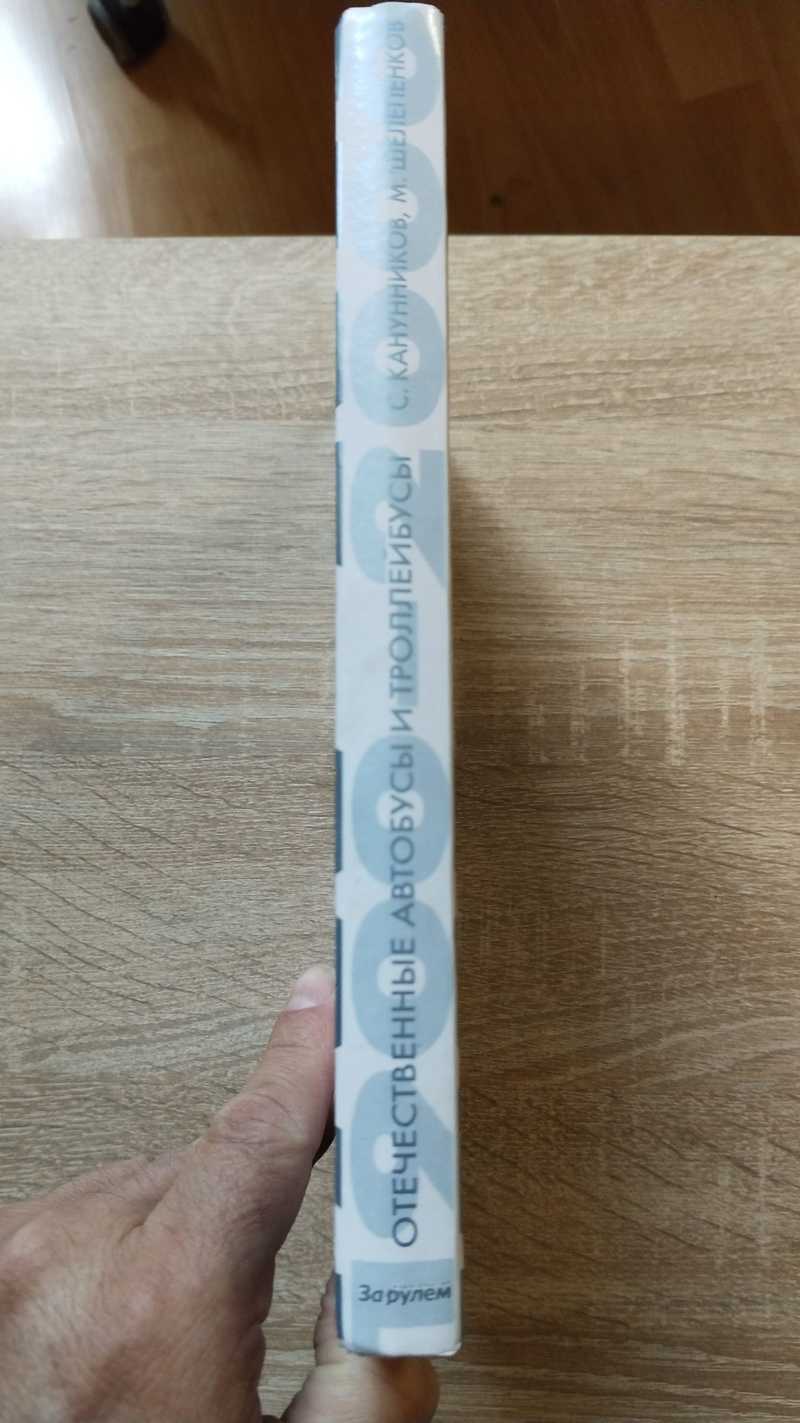 С. КАНУННИКОВ, М. ШЕЛЕПЕНКОВ
ОТЕЧЕСТВЕННЫЕ АВТОБУСЫ И ТРОЛЛЕЙБУСЫ
За рулем